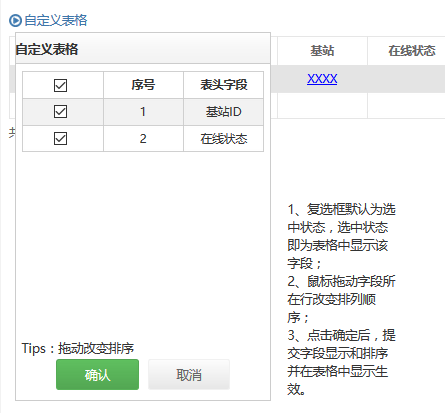 自定义表格
自定义表格
基站 在线状态
序号 表头字段
XXXX
1 基站ID
2 在线状态
1、复选框默认为选
中状态，选中状态
即为表格中显示该
字段；
2、鼠标拖动字段所
在行改变排列顺
序；
3、点击确定后，提
交字段显示和排序
并在表格中显示生
效。
Tips：拖动改变排序
确认 取消